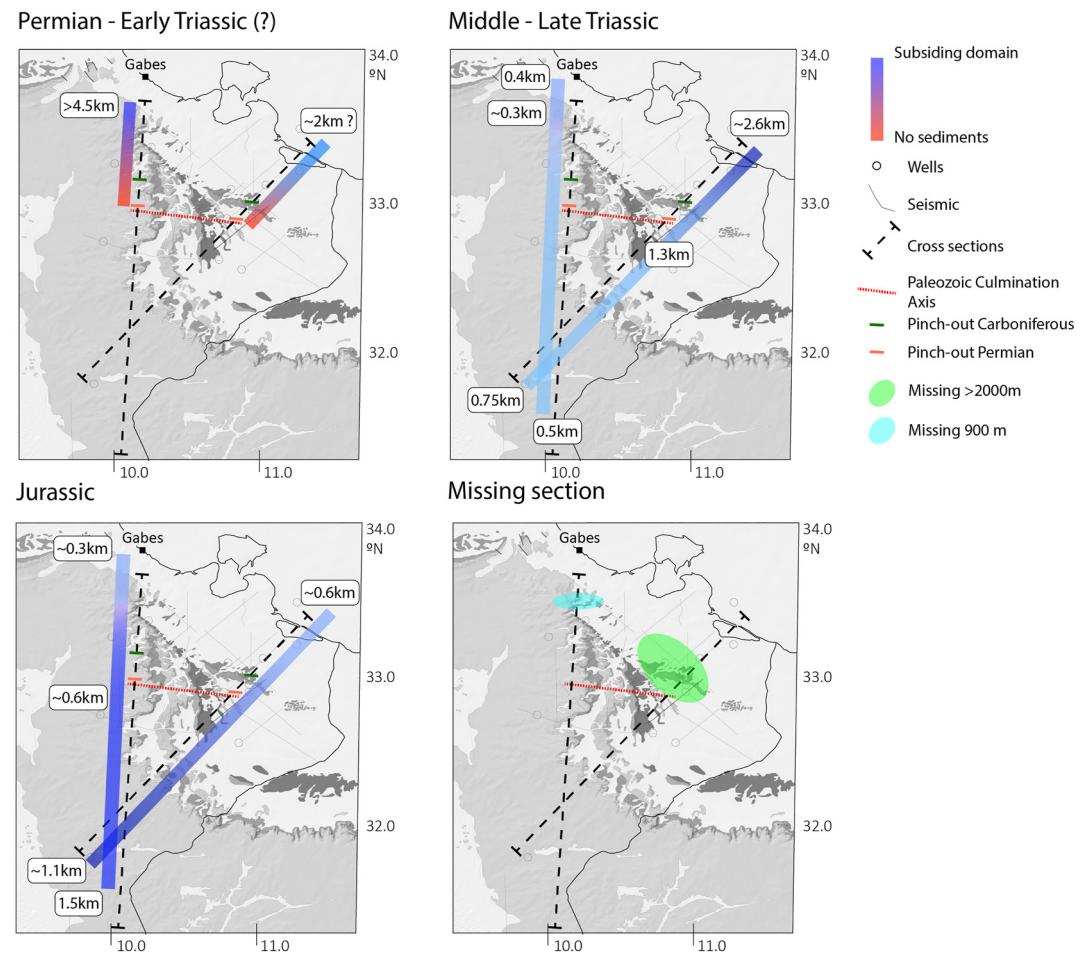 Permian - Early Triassic (?)
34.0
ºN
Gabes
>4.5km
~2km ?
33.0
32.0
10.0
11.0
Middle - Late Triassic
34.0
ºN
Gabes
0.4km
~0.3km
~2.6km
33.0
1.3km
32.0
0.75km
0.5km
10.0
11.0
Subsiding domain
No sediments
Wells
Seismic
Cross sections
Paleozoic Culmination
Axis
Pinch-out Carboniferous
Pinch-out Permian
Missing >2000m
Missing 900 m
Jurassic
34.0
ºN
Gabes
~0.3km
~0.6km
33.0
~0.6km
32.0
~1.1km
1.5km
10.0
11.0
Missing section
34.0
ºN
Gabes
33.0
32.0
10.0
11.0